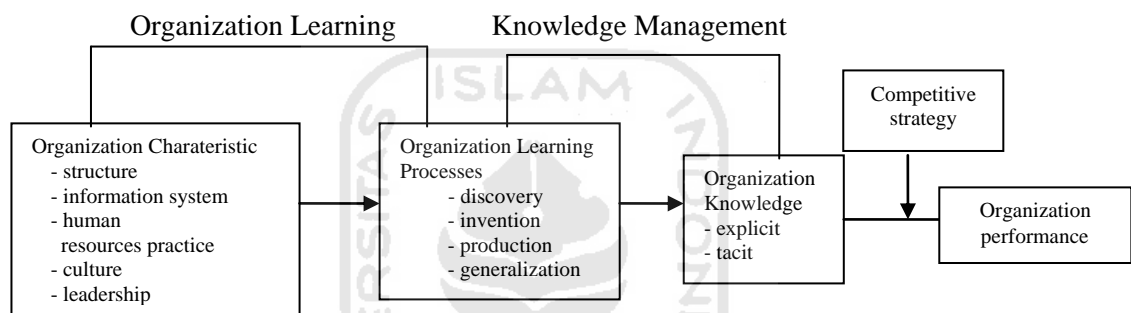 Organization Learning
Knowledge Management
Organization Charateristic
- structure
- information system
- human
resources practice
- culture
- leadership
Organization Learning
Processes
- discovery
- invention
- production
- generalization
Organization
Knowledge
- explicit
- tacit
Competitive
strategy
Organization
performance
ISLAM